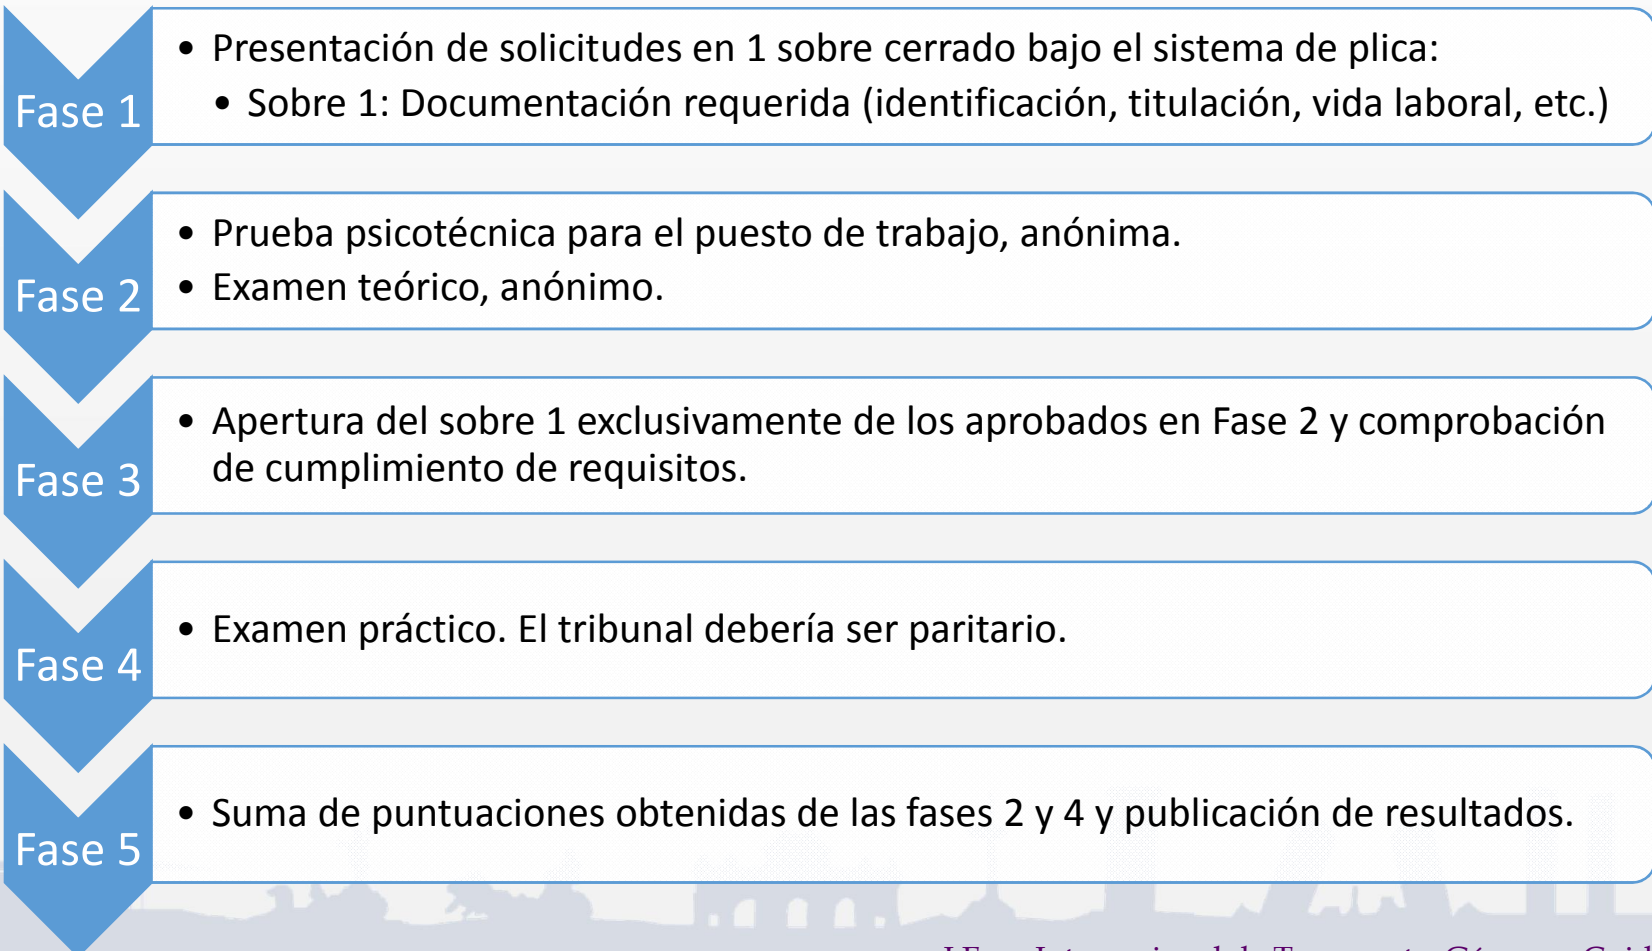 Fase 1
• Presentación de solicitudes en 1 sobre cerrado bajo el sistema de plica:
• Sobre 1: Documentación requerida (identificación, titulación, vida laboral, etc.)
Fase 2
• Prueba psicotécnica para el puesto de trabajo, anónima.
• Examen teórico, anónimo.
Fase 3
• Apertura del sobre 1 exclusivamente de los aprobados en Fase 2 y comprobación
de cumplimiento de requisitos.
Fase 4
• Examen práctico. El tribunal debería ser paritario.
Fase 5
• Suma de puntuaciones obtenidas de las fases 2 y 4 y publicación de resultados.